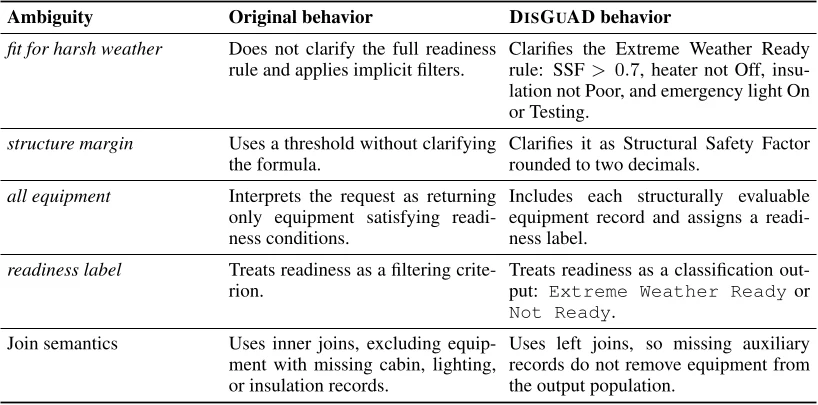 Ambiguity Original behavior DISGUAD behavior
fit for harsh weather Does not clarify the full readiness Clarifies the Extreme Weather Ready
rule and applies implicit filters. rule: SSF > 0.7, heater not Off, insu-
lation not Poor, and emergency light On
or Testing.
structure margin Uses a threshold without clarifying Clarifies it as Structural Safety Factor
the formula. rounded to two decimals.
all equipment Interprets the request as returning Includes each structurally evaluable
only equipment satisfying readi- equipment record and assigns a readi-
ness conditions. ness label.
readiness label Treats readiness as a filtering crite- Treats readiness as a classification out-
rion. put: Extreme Weather Ready or
Not Ready.
Join semantics Uses inner joins, excluding equip- Uses left joins, so missing auxiliary
ment with missing cabin, lighting, records do not remove equipment from
or insulation records. the output population.